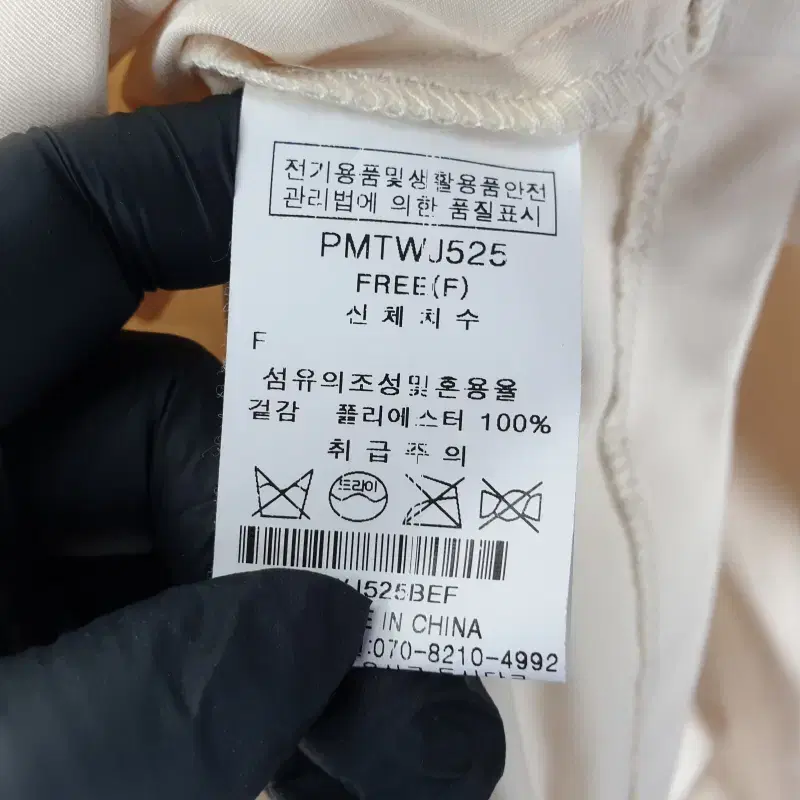 전기용품및생활용품안전
관리법에 의한 품질표시
PMTWJ525
FREE(F)
신체치수
F
섬유의조성및혼용율
겉감 폴리에스터 100%
취급주의
드라이
J525BEF
IN CHINA
:070-8210-4992